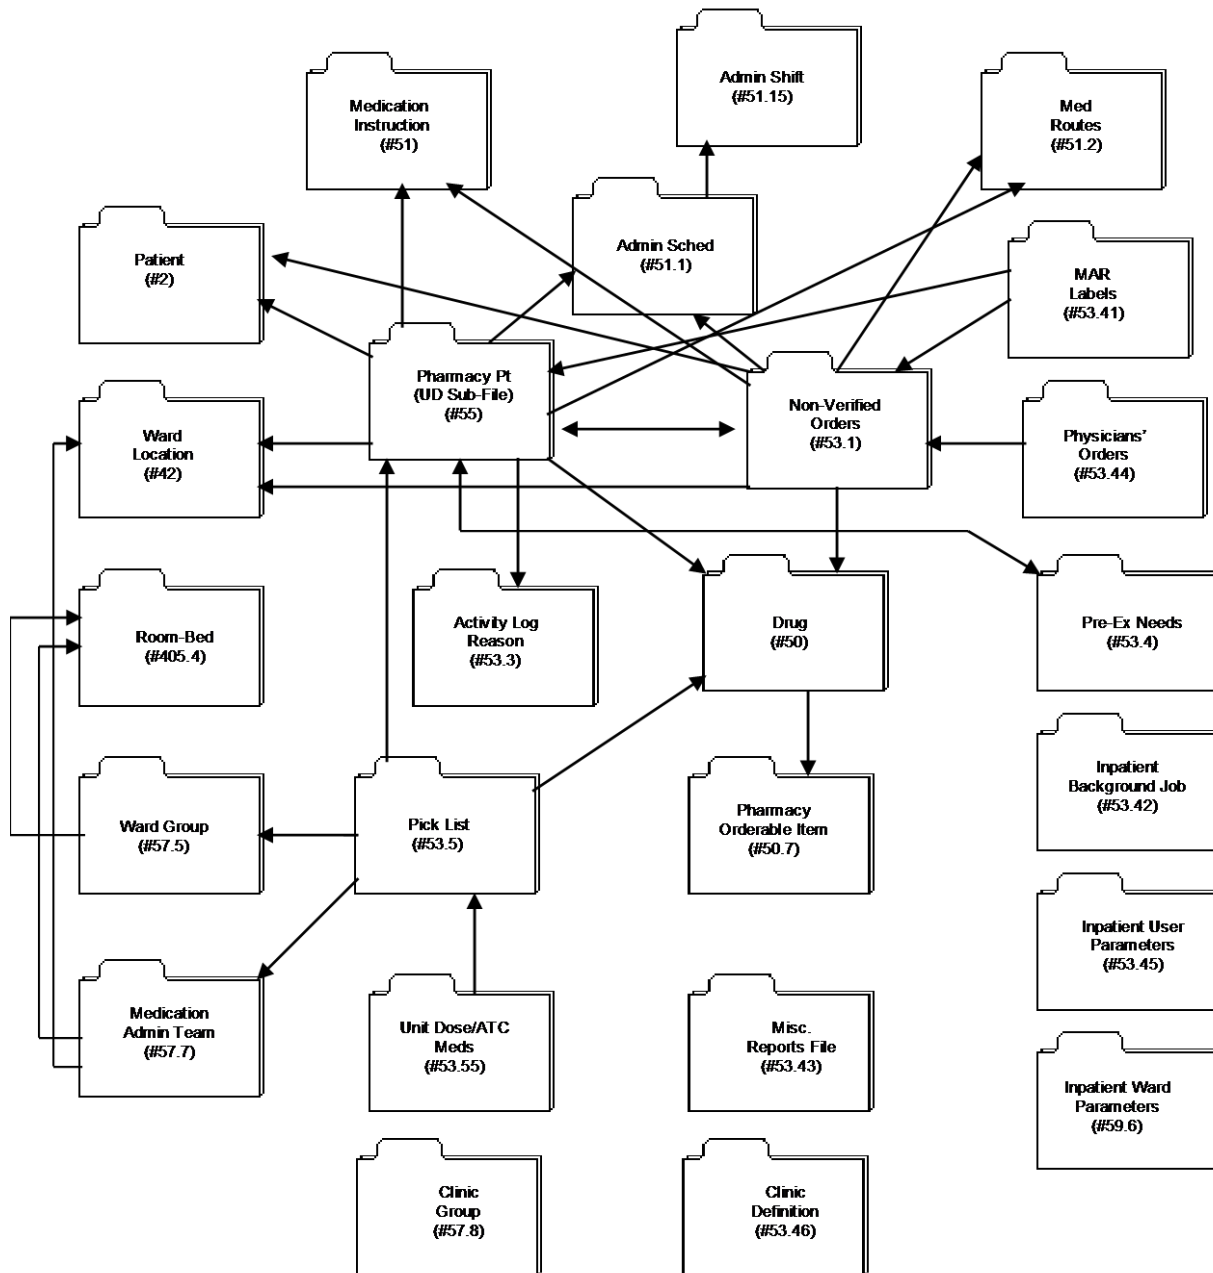 Admin Shift
(#51.15)
Medication
Instruction
(#51)
Med
Routes
(#51.2)
Patient
(#2)
Admin Sched
(#51.1)
MAR
Labels
(#53.41)
Pharmacy Pt
(UD Sub-File)
(#55)
Non-Verified
Orders
(#53.1)
Ward
Location
(#42)
Physicians'
Orders
(#53.44)
Room-Bed
(#405.4)
Activity Log
Reason
(#53.3)
Drug
(#50)
Pre-Ex Needs
(#53.4)
Ward Group
(#57.5)
Pick List
(#53.5)
Pharmacy
Orderable Item
(#50.7)
Inpatient
Background Job
(#53.42)
Inpatient User
Parameters
(#53.45)
Medication
Admin Team
(#57.7)
Unit Dose/ATC
Meds
(#53.55)
Misc.
Reports File
(#53.43)
Inpatient Ward
Parameters
(#59.6)
Clinic
Group
(#57.8)
Clinic
Definition
(#53.46)